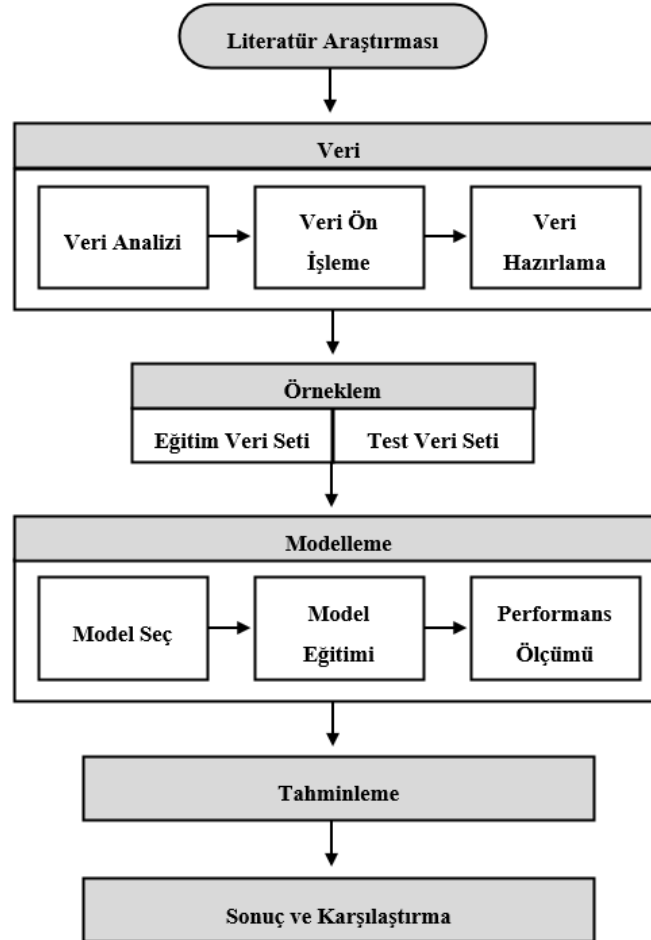 Literatür Araştırması
Veri
Veri Analizi
Veri Ön
İşleme
Veri
Hazırlama
Örneklem
Eğitim Veri Seti
Test Veri Seti
Modelleme
Model Seç
Model
Eğitimi
Performans
Ölçümü
Tahminleme
Sonuç ve Karşılaştırma